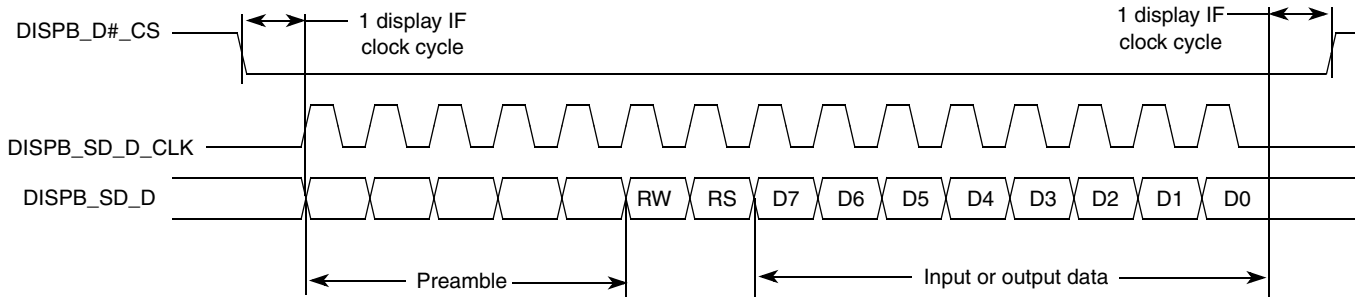 1 display IF
clock cycle
1 display IF
clock cycle
DISPB_D#_CS
DISPB_SD_D_CLK
DISPB_SD_D
RW RS D7 D6 D5 D4 D3 D2 D1 D0
Preamble
Input or output data